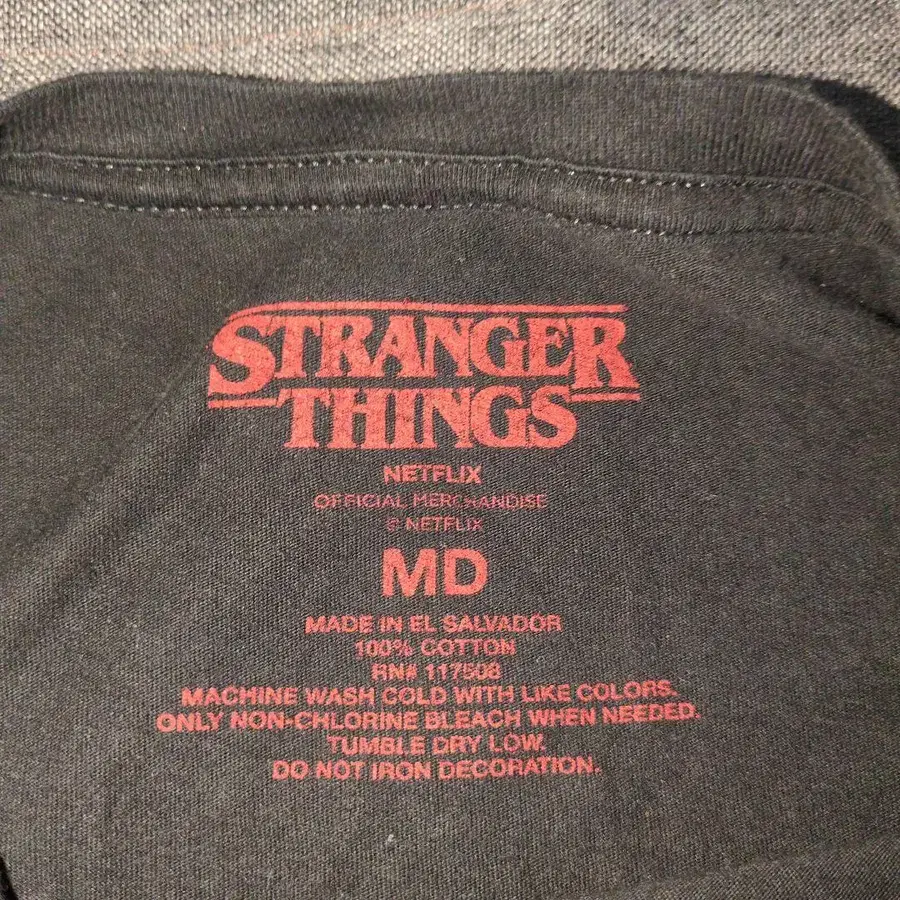 STRANGER
THINGS
NETFLIX
OFFICIAL MERCHANDISE
© NETFLIX
MD
MADE IN EL SALVADOR
100% COTTON
RN# 117508
MACHINE WASH COLD WITH LIKE COLORS.
ONLY NON-CHLORINE BLEACH WHEN NEEDED.
TUMBLE DRY LOW.
DO NOT IRON DECORATION.